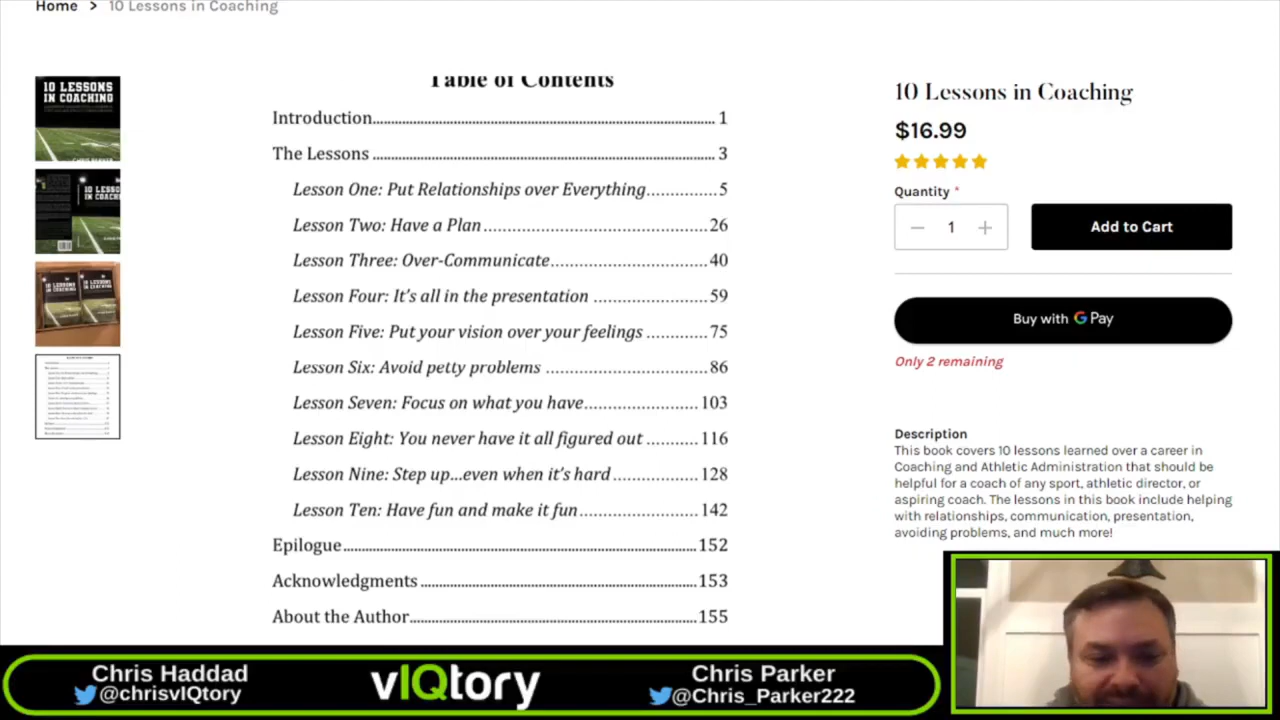 Home > 10 Lessons in Coaching
10 LESSONS
IN COACHING
CHRIS PARKER
10 LESSONS
Table of Contents
Introduction 1
The Lessons 3
Lesson One: Put Relationships over Everything 5
Lesson Two: Have a Plan 26
Lesson Three: Over-Communicate 40
Lesson Four: It's all in the presentation 59
Lesson Five: Put your vision over your feelings 75
Lesson Six: Avoid petty problems 86
Lesson Seven: Focus on what you have 103
Lesson Eight: You never have it all figured out 116
Lesson Nine: Step up...even when it's hard 128
Lesson Ten: Have fun and make it fun 142
Epilogue 152
Acknowledgments 153
About the Author 155
10 Lessons in Coaching
$16.99
Quantity *
− 1 +
Add to Cart
Buy with G Pay
Only 2 remaining
Description
This book covers 10 lessons learned over a career in
Coaching and Athletic Administration that should be
helpful for a coach of any sport, athletic director, or
aspiring coach. The lessons in this book include helping
with relationships, communication, presentation,
avoiding problems, and much more!
Chris Haddad
@chrisvIQtory
vIQtory
Chris Parker
@Chris_Parker222